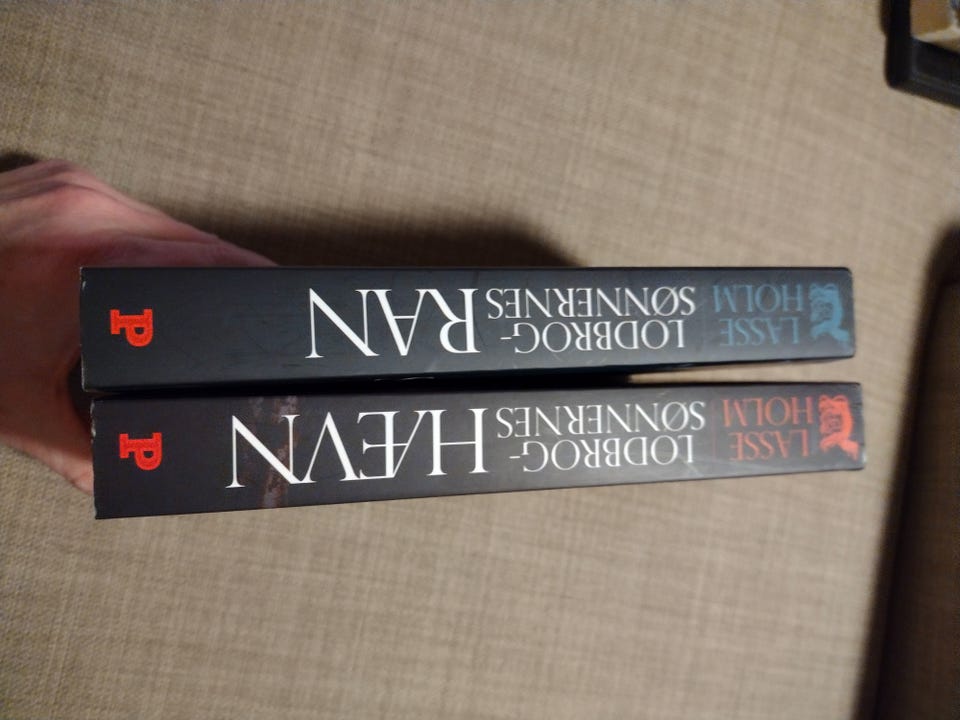 LASSE
HOLM
LODBROG-
SØNNERNES
HÆVN
P
LASSE
HOLM
LODBROG-
SØNNERNES
RAN
P